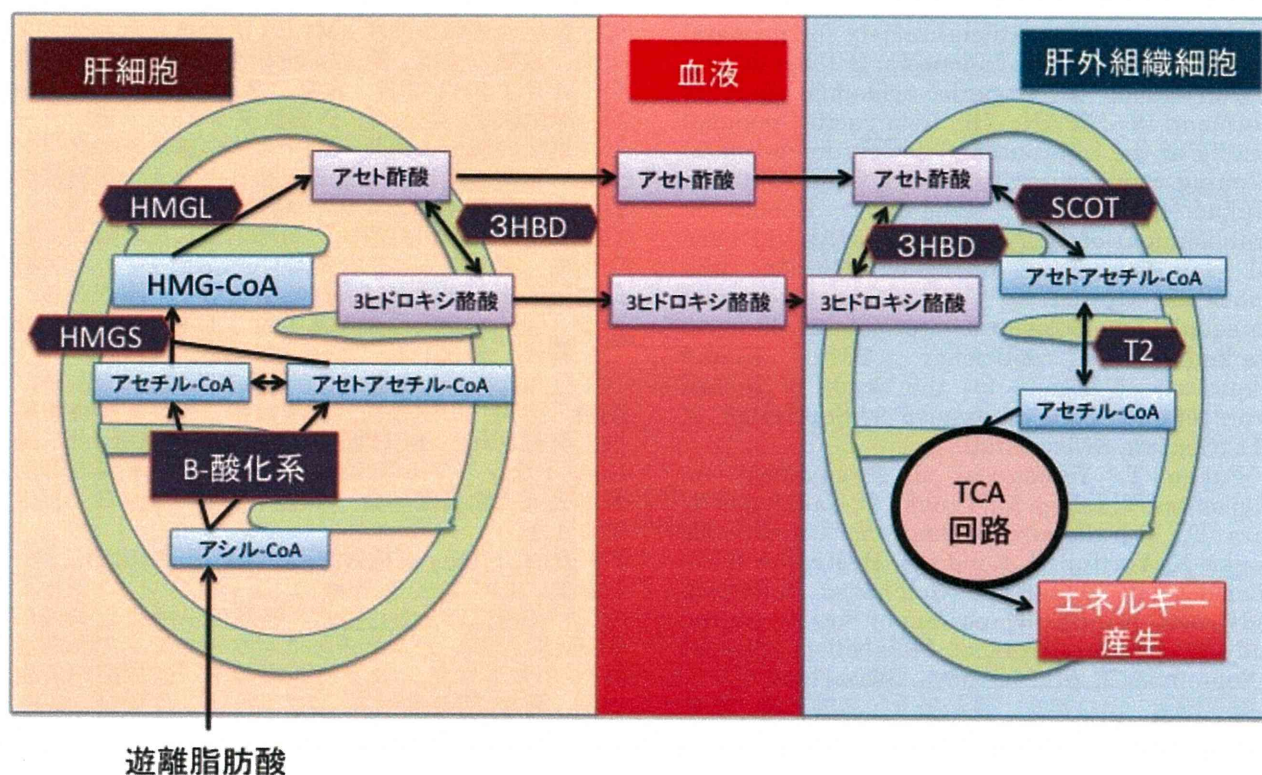 肝細胞
血液
肝外組織細胞
アセト酢酸
アセト酢酸
アセト酢酸
HMGL
3HBD
SCOT
3HBD
HMG-CoA
アセトアセチル-CoA
3ヒドロキシ酪酸
3ヒドロキシ酪酸
3ヒドロキシ酪酸
HMGS
T2
アセチル-CoA
アセトアセチル-CoA
アセチル-CoA
B-酸化系
TCA
回路
アシル-CoA
エネルギー
産生
遊離脂肪酸